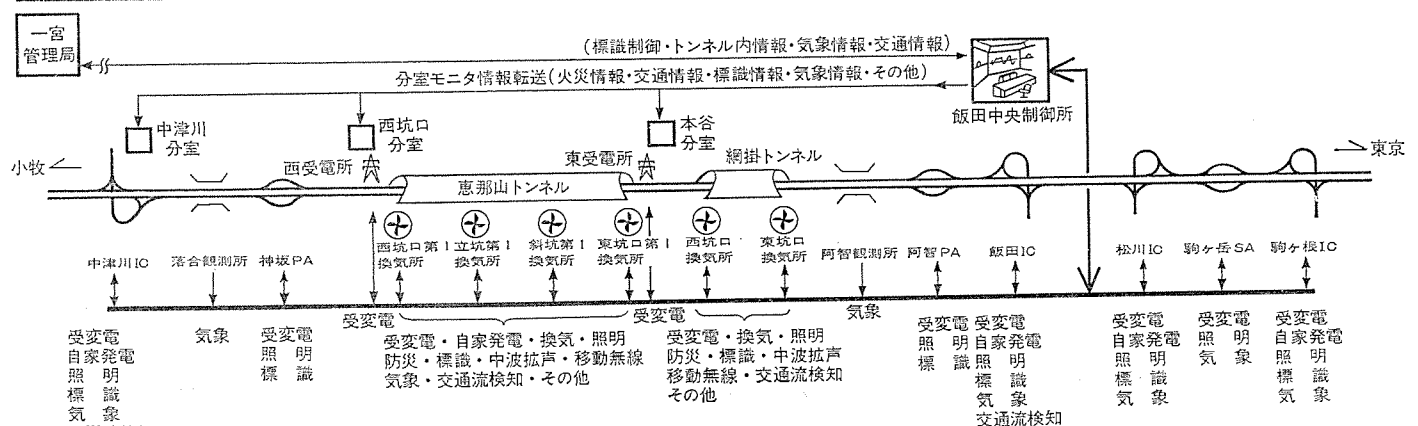 一宮
管理局
(標識制御・トンネル内情報・気象情報・交通情報)
分室モニタ情報転送(火災情報・交通情報・標識情報・気象情報・その他)
飯田中央制御所
中津川
分室
西坑口
分室
本谷
分室
小牧
西受電所
東受電所
網掛トンネル
東京
恵那山トンネル
西坑口第1
換気所
立坑第1
換気所
斜坑第1
換気所
東坑口第1
換気所
西坑口
換気所
東坑口
換気所
中津川IC
落合観測所
神坂PA
阿智観測所
阿智PA
飯田IC
松川IC
駒ヶ岳SA
駒ヶ根IC
受変電
自家発電
照明
標識
気象
気象
受変電
照明
標識
受変電
受変電・自家発電・換気・照明
防災・標識・中波拡声・移動無線
気象・交通流検知・その他
受変電
受変電・換気・照明
防災・標識・中波拡声
移動無線・交通流検知
その他
気象
受変電
照明
標識
受変電
自家発電
照明
標識
気象
交通流検知
受変電
自家発電
照明
標識
気象
受変電
照明
気象
受変電
自家発電
照明
標識
気象